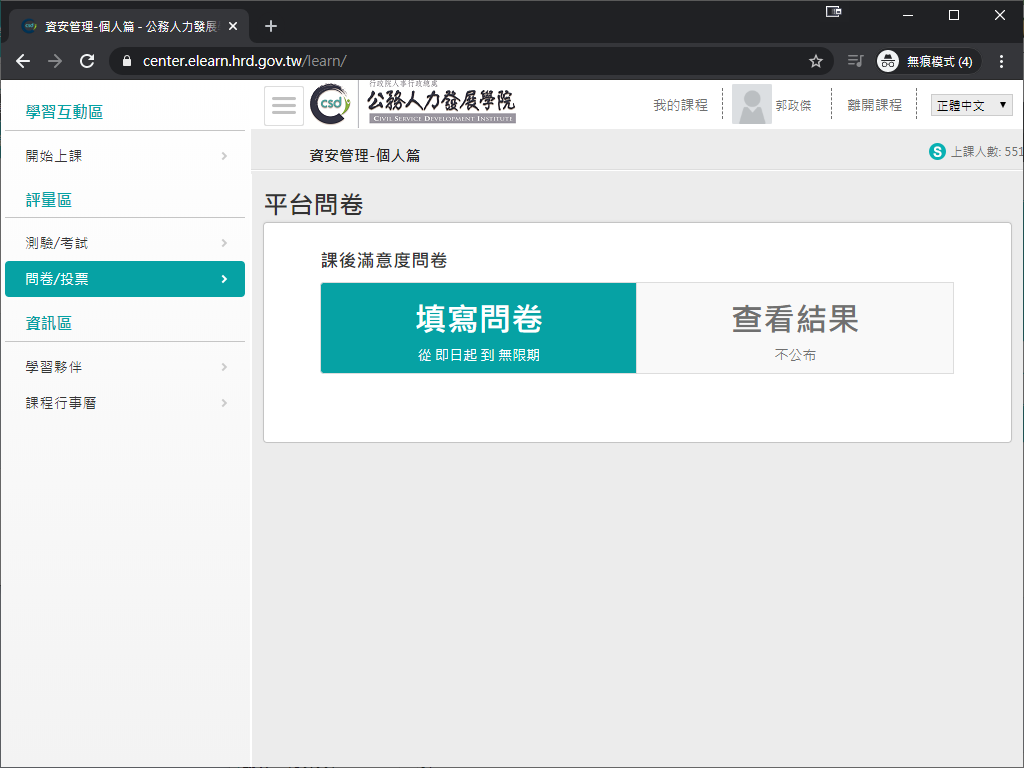 資安管理-個人篇 - 公務人力發展
center.elearn.hrd.gov.tw/learn/
無痕模式 (4)
學習互動區
開始上課
評量區
測驗/考試
問卷/投票
資訊區
學習夥伴
課程行事曆
csdi
行政院人事行政總處
公務人力發展學院
CIVIL SERVICE DEVELOPMENT INSTITUTE
我的課程
郭政傑
離開課程
正體中文
資安管理-個人篇
S 上課人數: 551
平台問卷
課後滿意度問卷
填寫問卷
從 即日起 到 無限期
查看結果
不公布